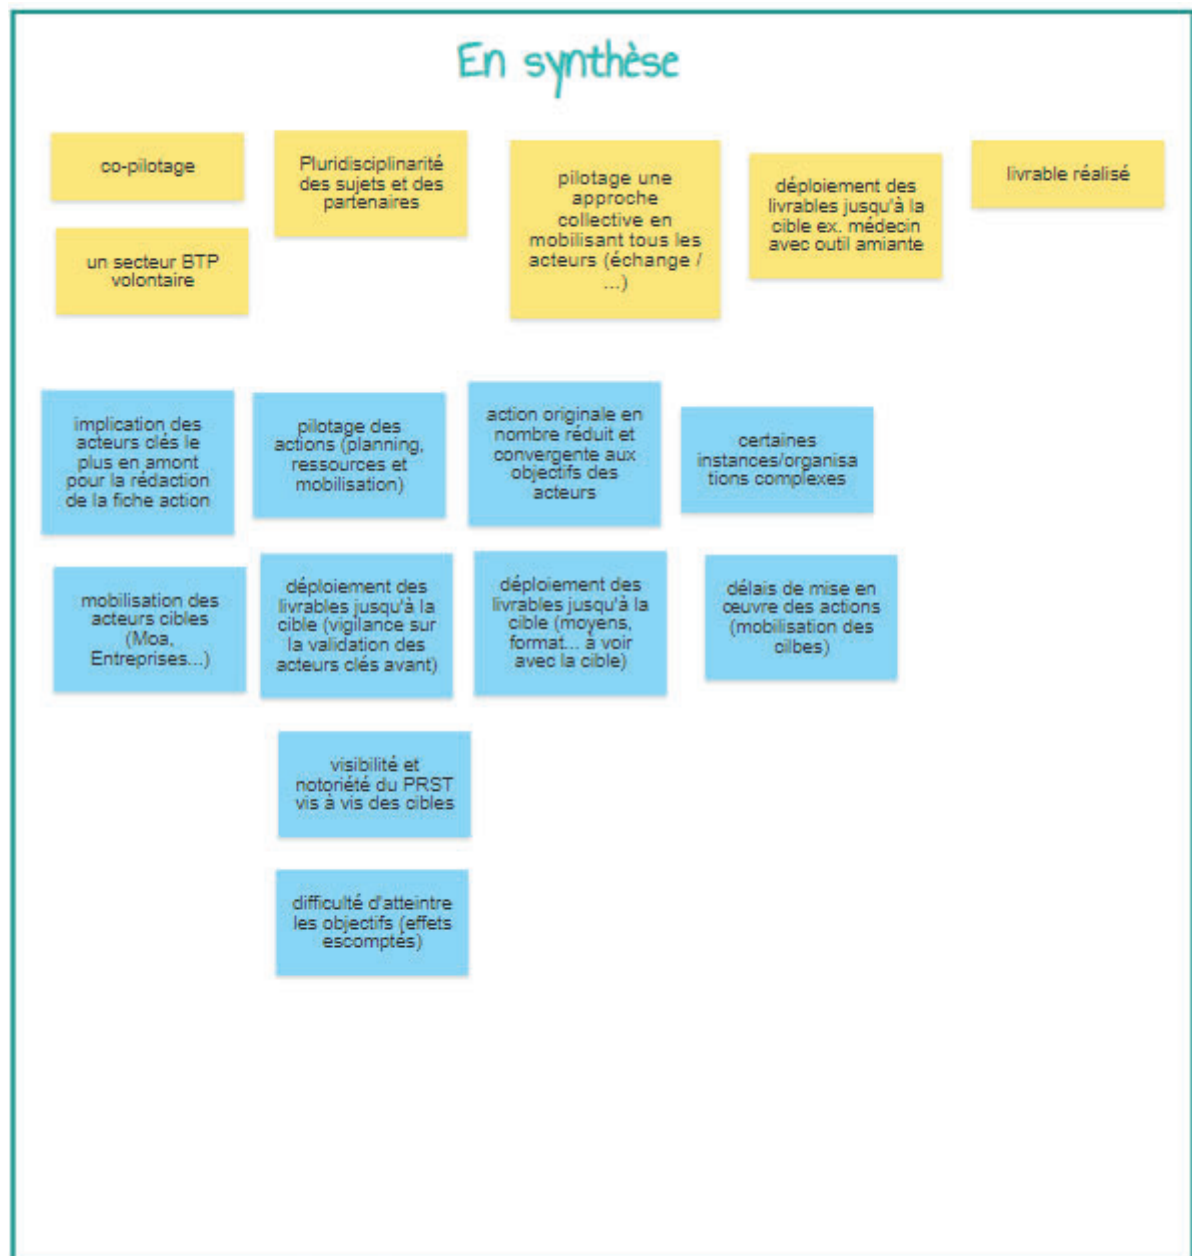 En synthèse
co-pilotage
Pluridisciplinarité
des sujets et des
partenaires
pilotage une
approche
collective en
mobilisant tous les
acteurs (échange /
...)
déploiement des
livrables jusqu'à la
cible ex. médecin
avec outil amiante
livrable réalisé
un secteur BTP
volontaire
implication des
acteurs clés le
plus en amont
pour la rédaction
de la fiche action
pilotage des
actions (planning,
ressources et
mobilisation)
action originale en
nombre réduit et
convergente aux
objectifs des
acteurs
certaines
instances/organisa
tions complexes
mobilisation des
acteurs cibles
(Moa,
Entreprises...)
déploiement des
livrables jusqu'à la
cible (vigilance sur
la validation des
acteurs clés avant)
déploiement des
livrables jusqu'à la
cible (moyens,
format... à voir
avec la cible)
délais de mise en
œuvre des actions
(mobilisation des
cilbes)
visibilité et
notoriété du PRST
vis à vis des cibles
difficulté d'atteintre
les objectifs (effets
escomptés)